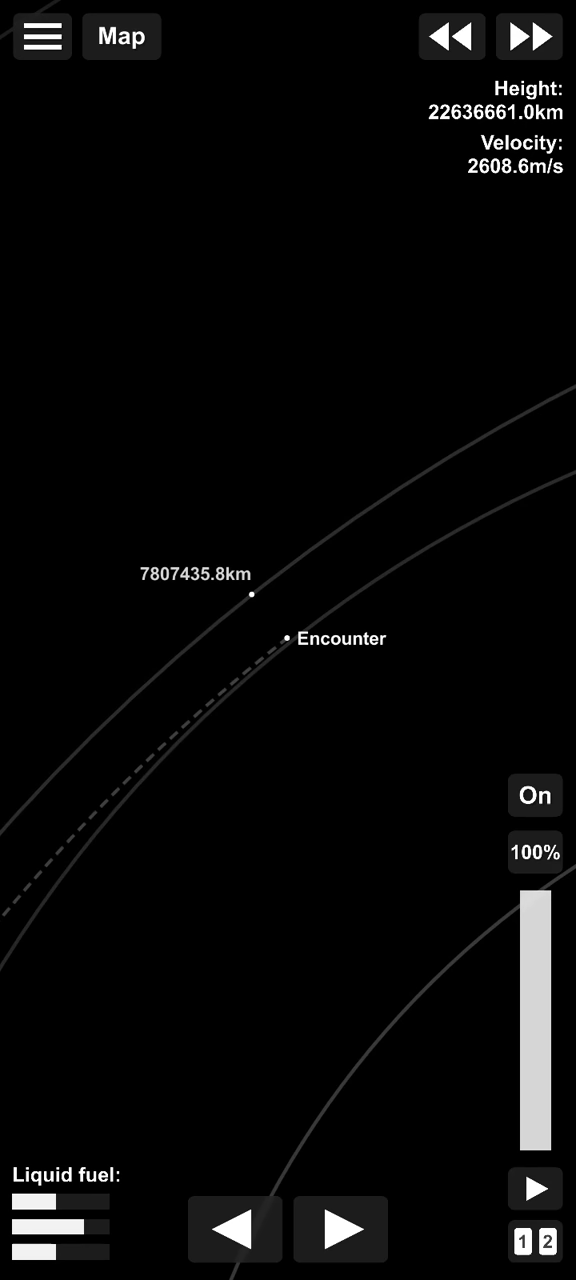 Map
Height:
22636661.0km
Velocity:
2608.6m/s
7807435.8km
Encounter
On
100%
Liquid fuel:
1 2